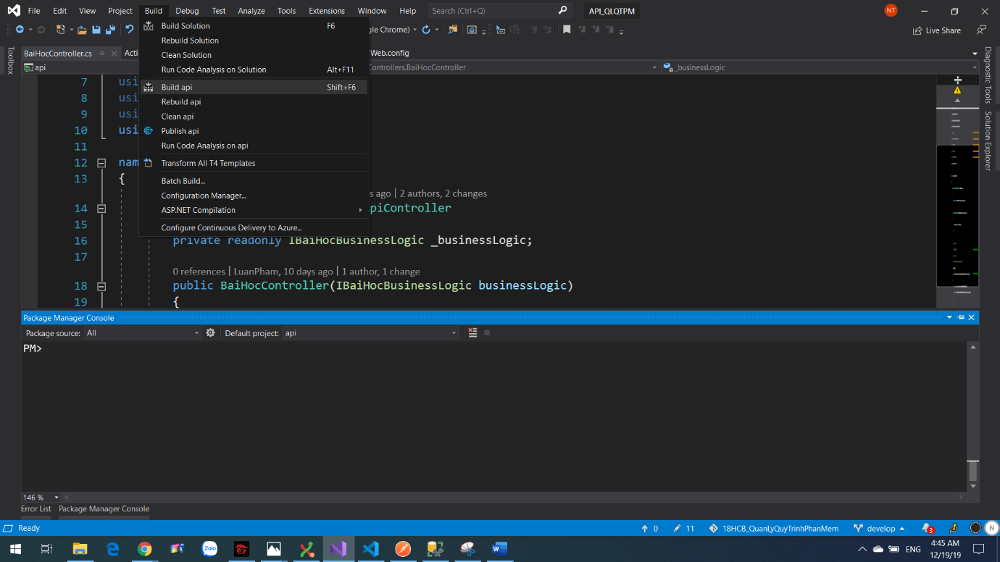 File Edit View Project Build Debug Test Analyze Tools Extensions Window Help Search (Ctrl+Q) API_QLQTPM NT
gle Chrome) Live Share
Toolbox
BaiHocController.cs Acti Web.config
api ontrollers.BaiHocController _businessLogic
Build Solution F6
Rebuild Solution
Clean Solution
Run Code Analysis on Solution Alt+F11
Build api Shift+F6
Rebuild api
Clean api
Publish api
Run Code Analysis on api
Transform All T4 Templates
Batch Build...
Configuration Manager...
ASP.NET Compilation
Configure Continuous Delivery to Azure...
7 usi
8 usi
9 usi
10 usi
11
12 nam
13 {
s ago | 2 authors, 2 changes
14 piController
15
16 private readonly IBaiHocBusinessLogic _businessLogic;
17
0 references | LuanPham, 10 days ago | 1 author, 1 change
18 public BaiHocController(IBaiHocBusinessLogic businessLogic)
19 {
Diagnostic Tools
Solution Explorer
Package Manager Console
Package source: All Default project: api
PM>
146 %
Error List Package Manager Console
Ready 0 11 18HCB_QuanLyQuyTrinhPhanMem develop 3 N
Zalo ENG 4:45 AM
12/19/19